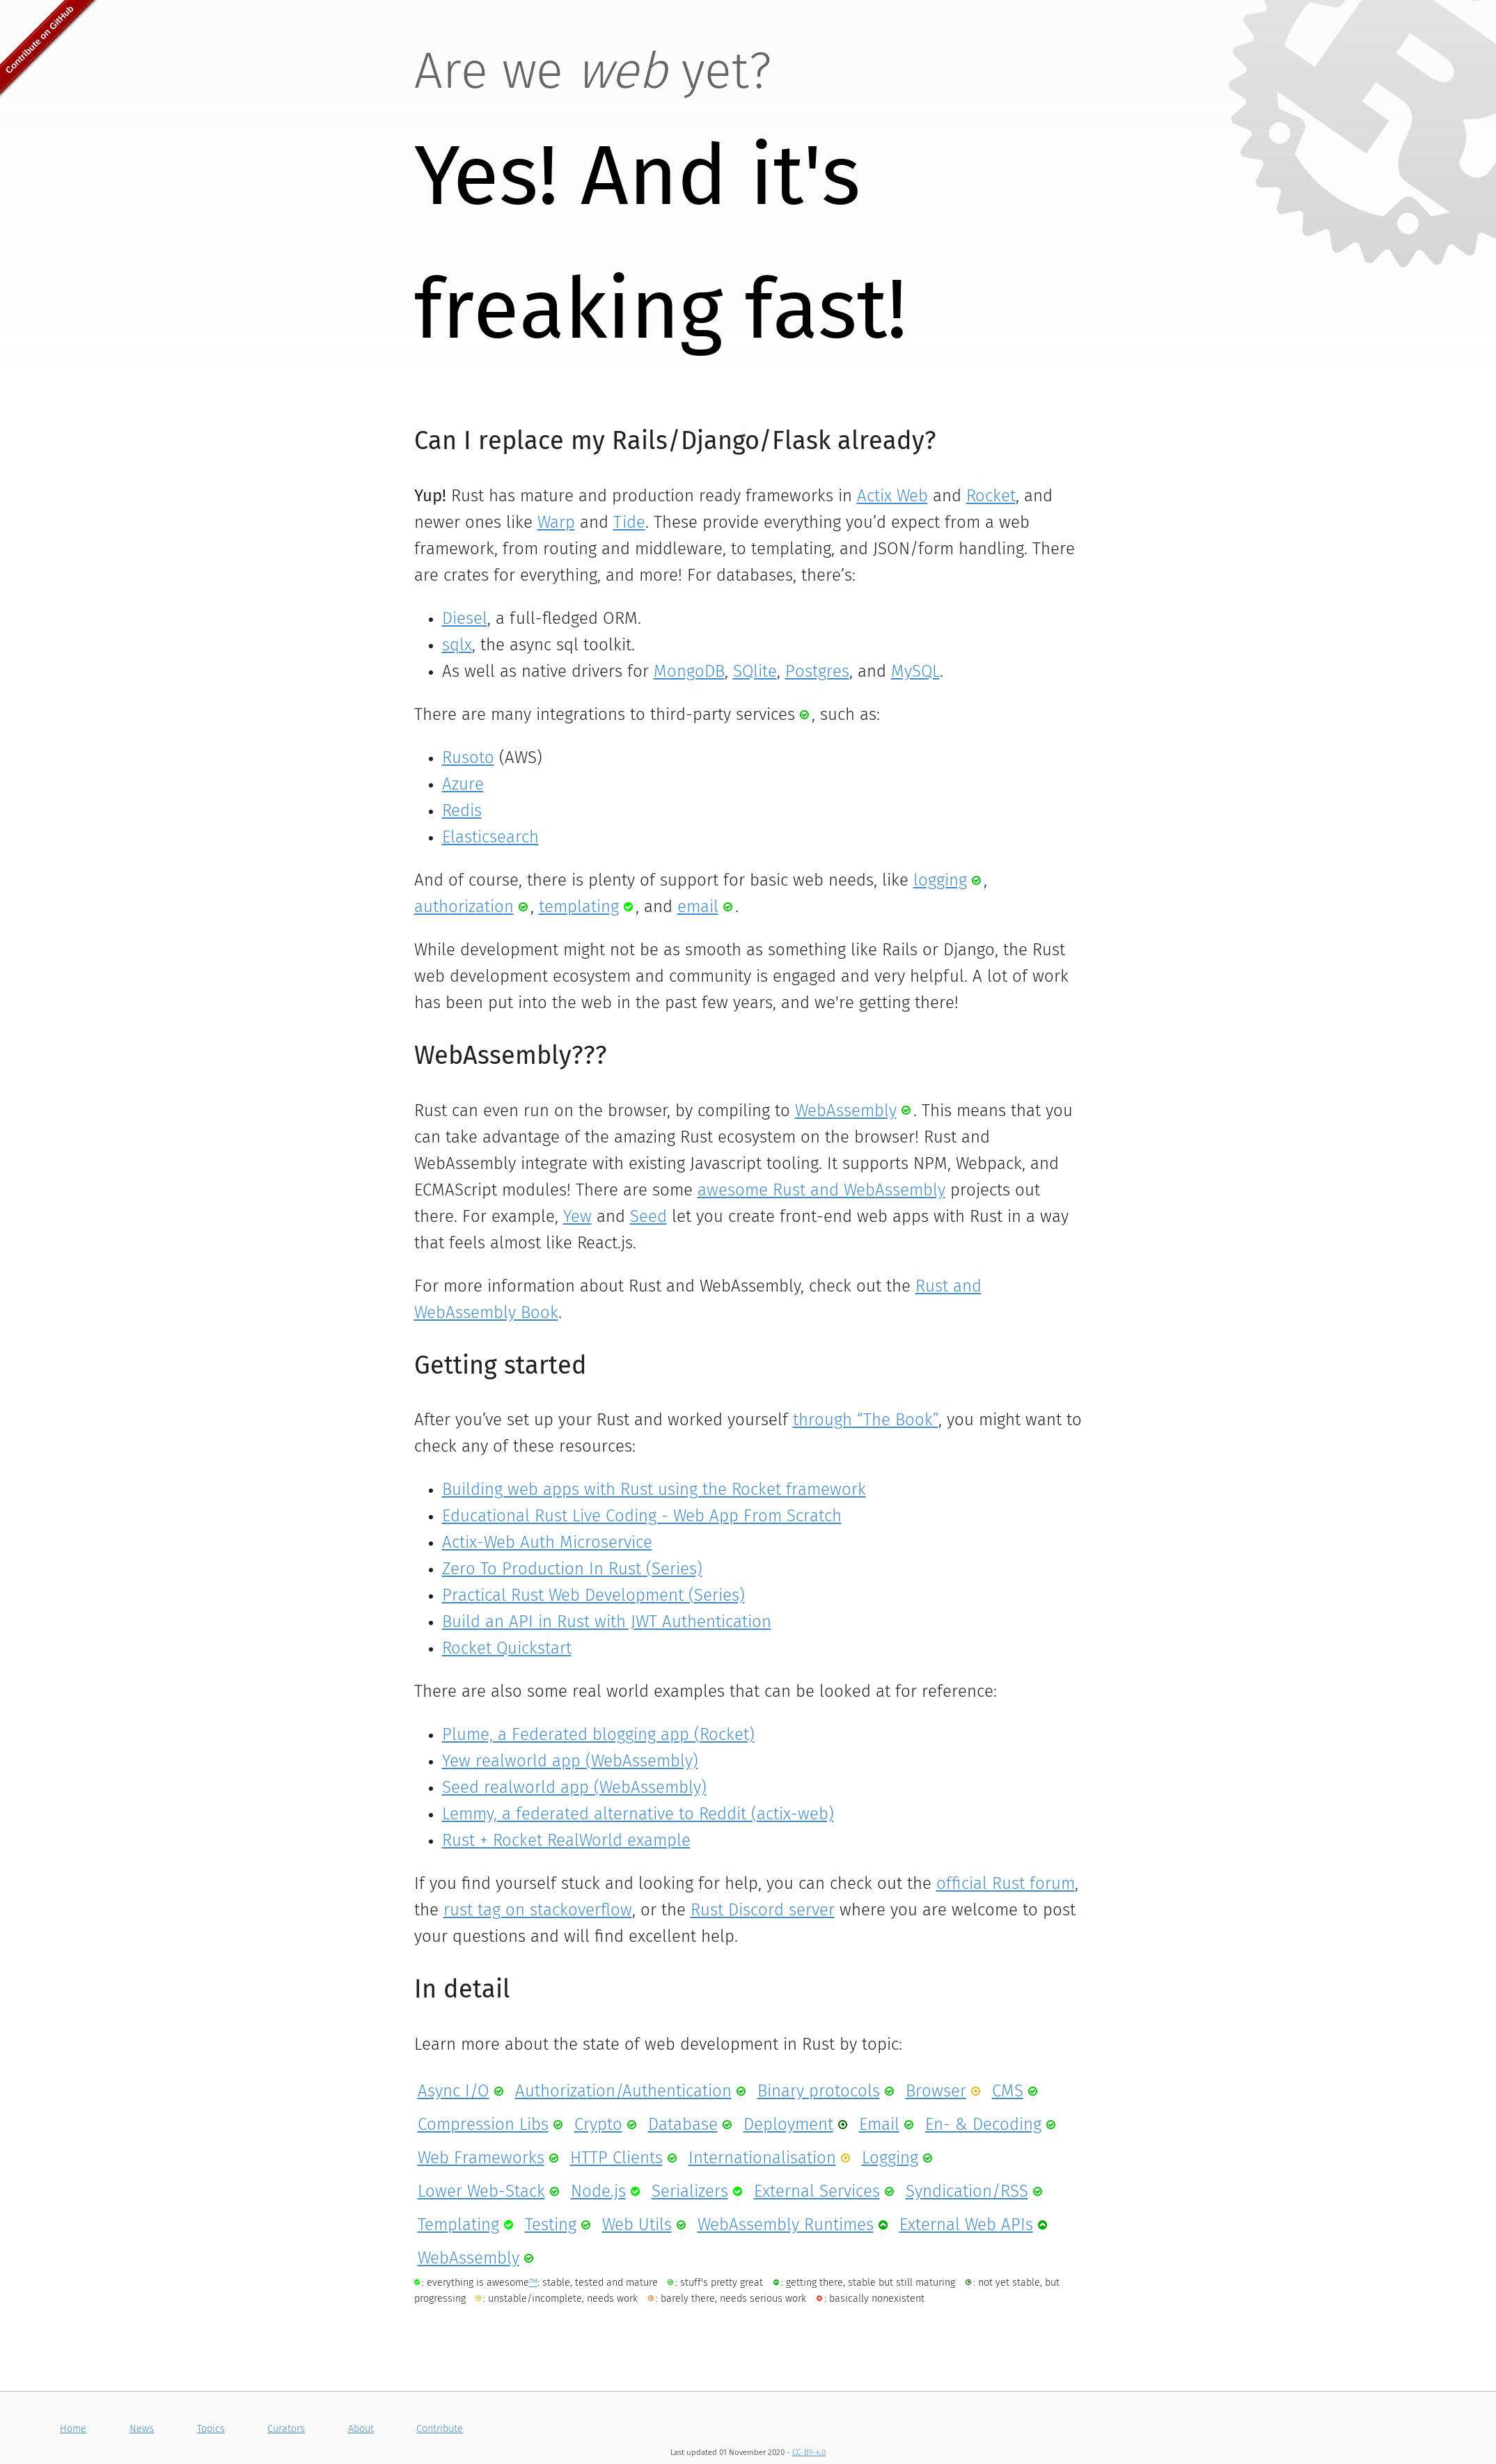 Contribute on GitHub
Are we web yet?
Yes! And it's
freaking fast!
Can I replace my Rails/Django/Flask already?
Yup! Rust has mature and production ready frameworks in Actix Web and Rocket, and
newer ones like Warp and Tide. These provide everything you’d expect from a web
framework, from routing and middleware, to templating, and JSON/form handling. There
are crates for everything, and more! For databases, there’s:
• Diesel, a full-fledged ORM.
• sqlx, the async sql toolkit.
• As well as native drivers for MongoDB, SQlite, Postgres, and MySQL.
There are many integrations to third-party services , such as:
• Rusoto (AWS)
• Azure
• Redis
• Elasticsearch
And of course, there is plenty of support for basic web needs, like logging ,
authorization , templating , and email .
While development might not be as smooth as something like Rails or Django, the Rust
web development ecosystem and community is engaged and very helpful. A lot of work
has been put into the web in the past few years, and we're getting there!
WebAssembly???
Rust can even run on the browser, by compiling to WebAssembly . This means that you
can take advantage of the amazing Rust ecosystem on the browser! Rust and
WebAssembly integrate with existing Javascript tooling. It supports NPM, Webpack, and
ECMAScript modules! There are some awesome Rust and WebAssembly projects out
there. For example, Yew and Seed let you create front-end web apps with Rust in a way
that feels almost like React.js.
For more information about Rust and WebAssembly, check out the Rust and
WebAssembly Book.
Getting started
After you’ve set up your Rust and worked yourself through “The Book”, you might want to
check any of these resources:
• Building web apps with Rust using the Rocket framework
• Educational Rust Live Coding - Web App From Scratch
• Actix-Web Auth Microservice
• Zero To Production In Rust (Series)
• Practical Rust Web Development (Series)
• Build an API in Rust with JWT Authentication
• Rocket Quickstart
There are also some real world examples that can be looked at for reference:
• Plume, a Federated blogging app (Rocket)
• Yew realworld app (WebAssembly)
• Seed realworld app (WebAssembly)
• Lemmy, a federated alternative to Reddit (actix-web)
• Rust + Rocket RealWorld example
If you find yourself stuck and looking for help, you can check out the official Rust forum,
the rust tag on stackoverflow, or the Rust Discord server where you are welcome to post
your questions and will find excellent help.
In detail
Learn more about the state of web development in Rust by topic:
Async I/O Authorization/Authentication Binary protocols Browser CMS
Compression Libs Crypto Database Deployment Email En- & Decoding
Web Frameworks HTTP Clients Internationalisation Logging
Lower Web-Stack Node.js Serializers External Services Syndication/RSS
Templating Testing Web Utils WebAssembly Runtimes External Web APIs
WebAssembly
: everything is awesome™: stable, tested and mature : stuff's pretty great : getting there, stable but still maturing : not yet stable, but
progressing : unstable/incomplete, needs work : barely there, needs serious work : basically nonexistent
Home News Topics Curators About Contribute
Last updated 01 November 2020 - CC-BY-4.0